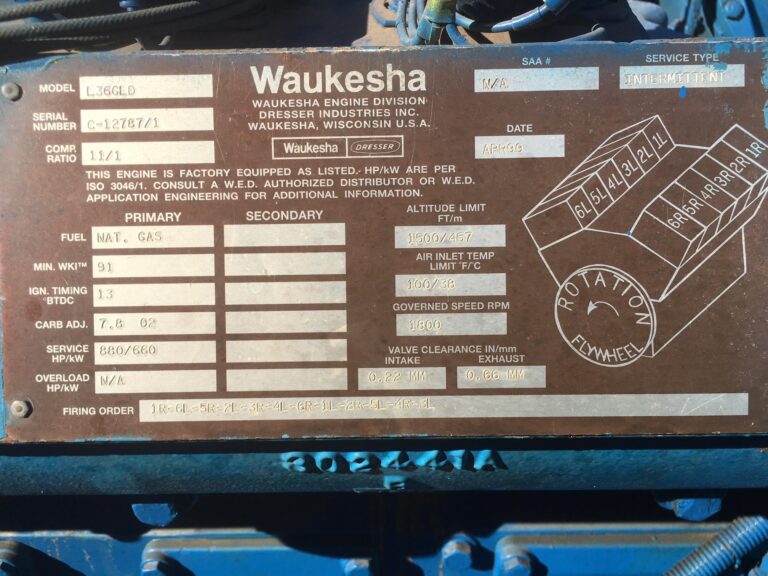 Waukesha
WAUKESHA ENGINE DIVISION
DRESSER INDUSTRIES INC.
WAUKESHA, WISCONSIN U.S.A.
Waukesha DRESSER
MODEL L36GLD
SERIAL NUMBER C-12787/1
COMP. RATIO 11/1
SAA # N/A
SERVICE TYPE INTERMITTENT
DATE APR99
THIS ENGINE IS FACTORY EQUIPPED AS LISTED. HP/kW ARE PER
ISO 3046/1. CONSULT A W.E.D. AUTHORIZED DISTRIBUTOR OR W.E.D.
APPLICATION ENGINEERING FOR ADDITIONAL INFORMATION.
PRIMARY SECONDARY
FUEL NAT. GAS
MIN. WKI™ 91
IGN. TIMING °BTDC 13
CARB ADJ. 7.8 O2
SERVICE HP/kW 880/660
OVERLOAD HP/kW N/A
ALTITUDE LIMIT FT/m
1500/457
AIR INLET TEMP LIMIT °F/°C
100/38
GOVERNED SPEED RPM
1800
VALVE CLEARANCE IN/mm
INTAKE EXHAUST
0.22 MM 0.66 MM
FIRING ORDER 1R-6L-5R-2L-3R-4L-6R-1L-2R-5L-4R-3L
6L 5L 4L 3L 2L 1L
6R 5R 4R 3R 2R 1R
ROTATION
FLYWHEEL